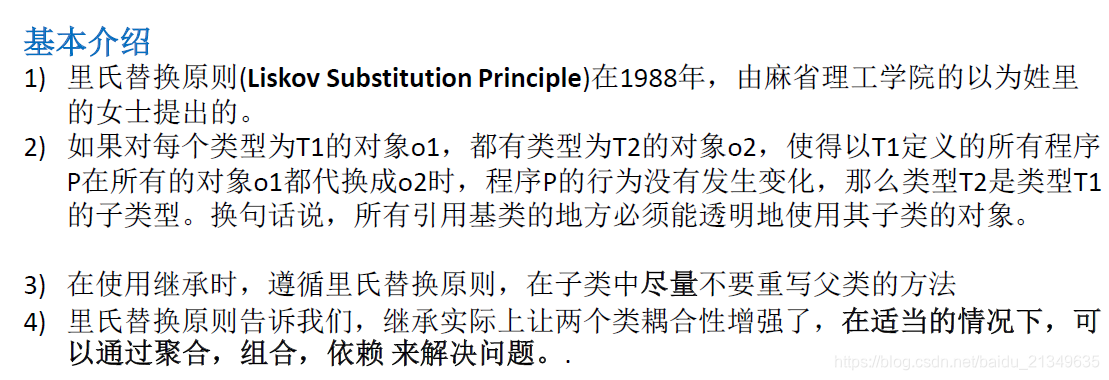 基本介绍
1) 里氏替换原则(Liskov Substitution Principle)在1988年，由麻省理工学院的以为姓里
的女士提出的。
2) 如果对每个类型为T1的对象o1，都有类型为T2的对象o2，使得以T1定义的所有程序
P在所有的对象o1都代换成o2时，程序P的行为没有发生变化，那么类型T2是类型T1
的子类型。换句话说，所有引用基类的地方必须能透明地使用其子类的对象。
3) 在使用继承时，遵循里氏替换原则，在子类中尽量不要重写父类的方法
4) 里氏替换原则告诉我们，继承实际上让两个类耦合性增强了，在适当的情况下，可
以通过聚合，组合，依赖 来解决问题。.
https://blog.csdn.net/baidu_21349635